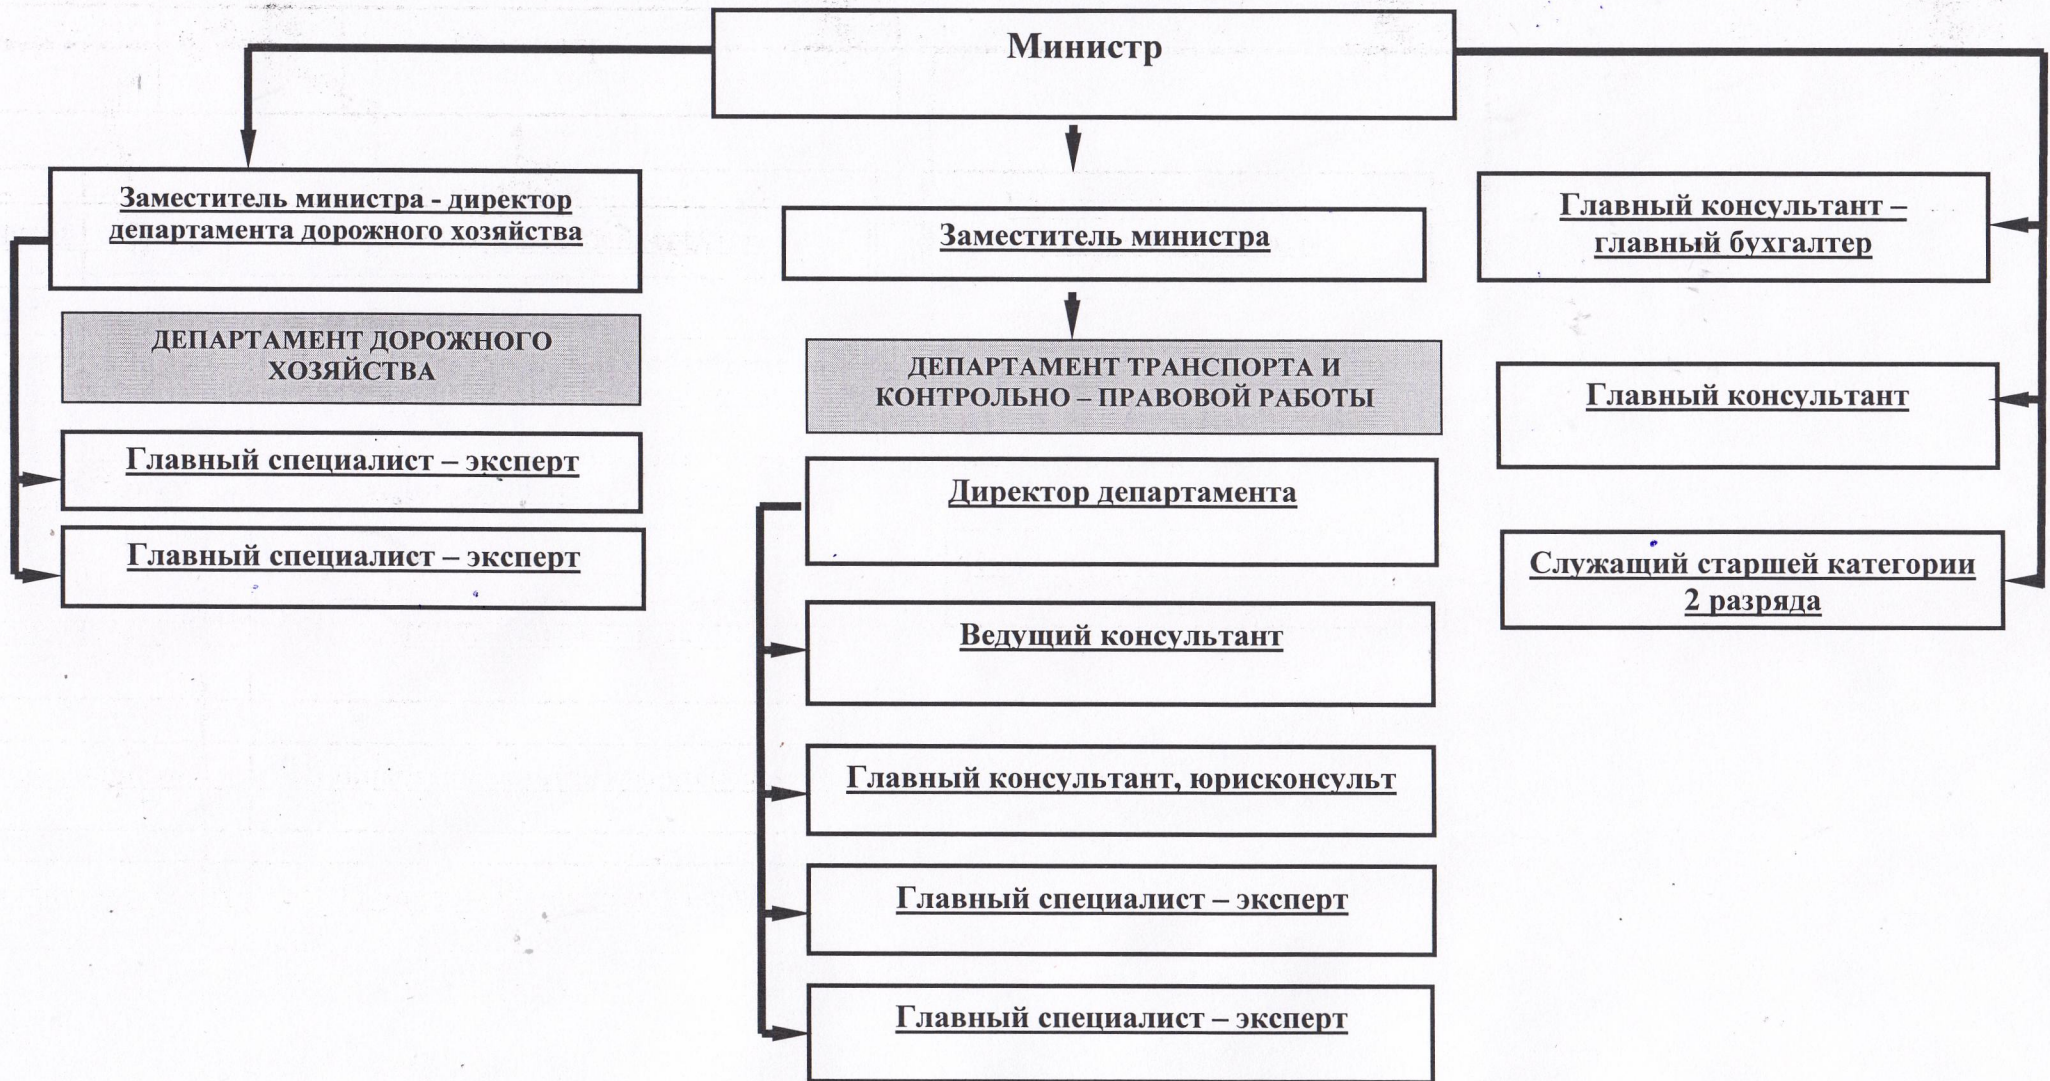 Министр
Заместитель министра - директор
департамента дорожного хозяйства
ДЕПАРТАМЕНТ ДОРОЖНОГО
ХОЗЯЙСТВА
Главный специалист – эксперт
Главный специалист – эксперт
Заместитель министра
ДЕПАРТАМЕНТ ТРАНСПОРТА И
КОНТРОЛЬНО – ПРАВОВОЙ РАБОТЫ
Директор департамента
Ведущий консультант
Главный консультант, юрисконсульт
Главный специалист – эксперт
Главный специалист – эксперт
Главный консультант –
главный бухгалтер
Главный консультант
Служащий старшей категории
2 разряда